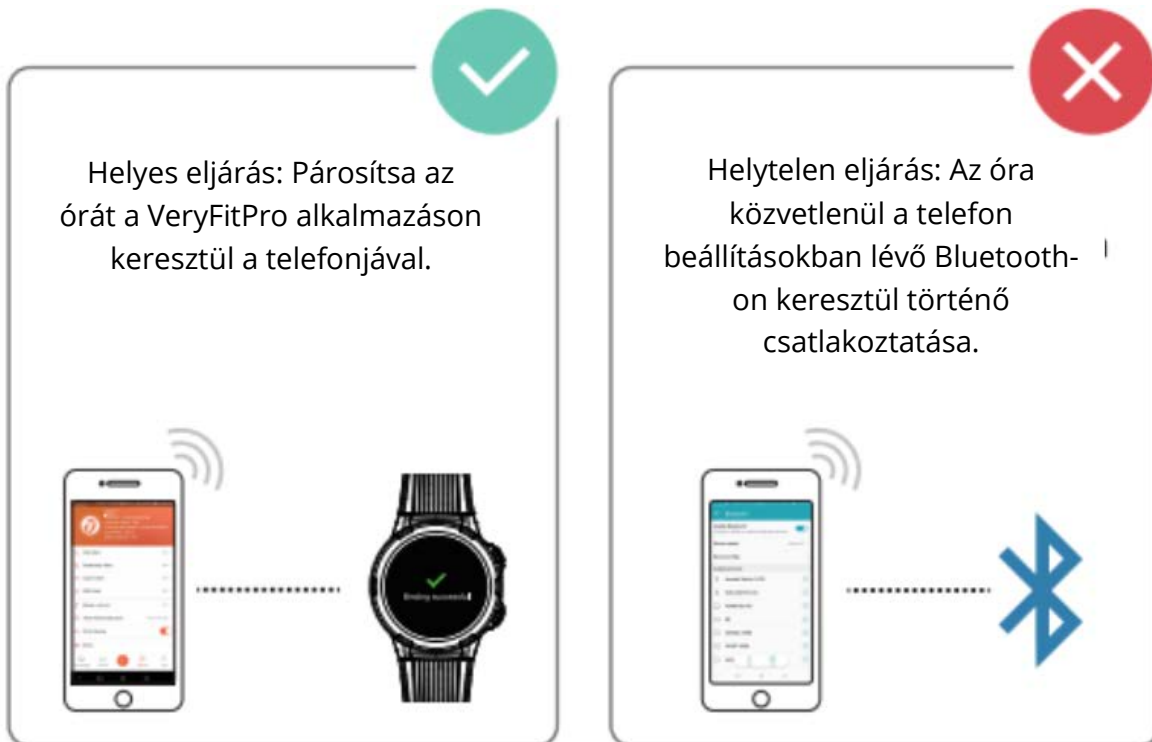 Helyes eljárás: Párosítsa az
órát a VeryFitPro alkalmazáson
keresztül a telefonjával.
Helytelen eljárás: Az óra
közvetlenül a telefon
beállításokban lévő Bluetooth-
on keresztül történő
csatlakoztatása.